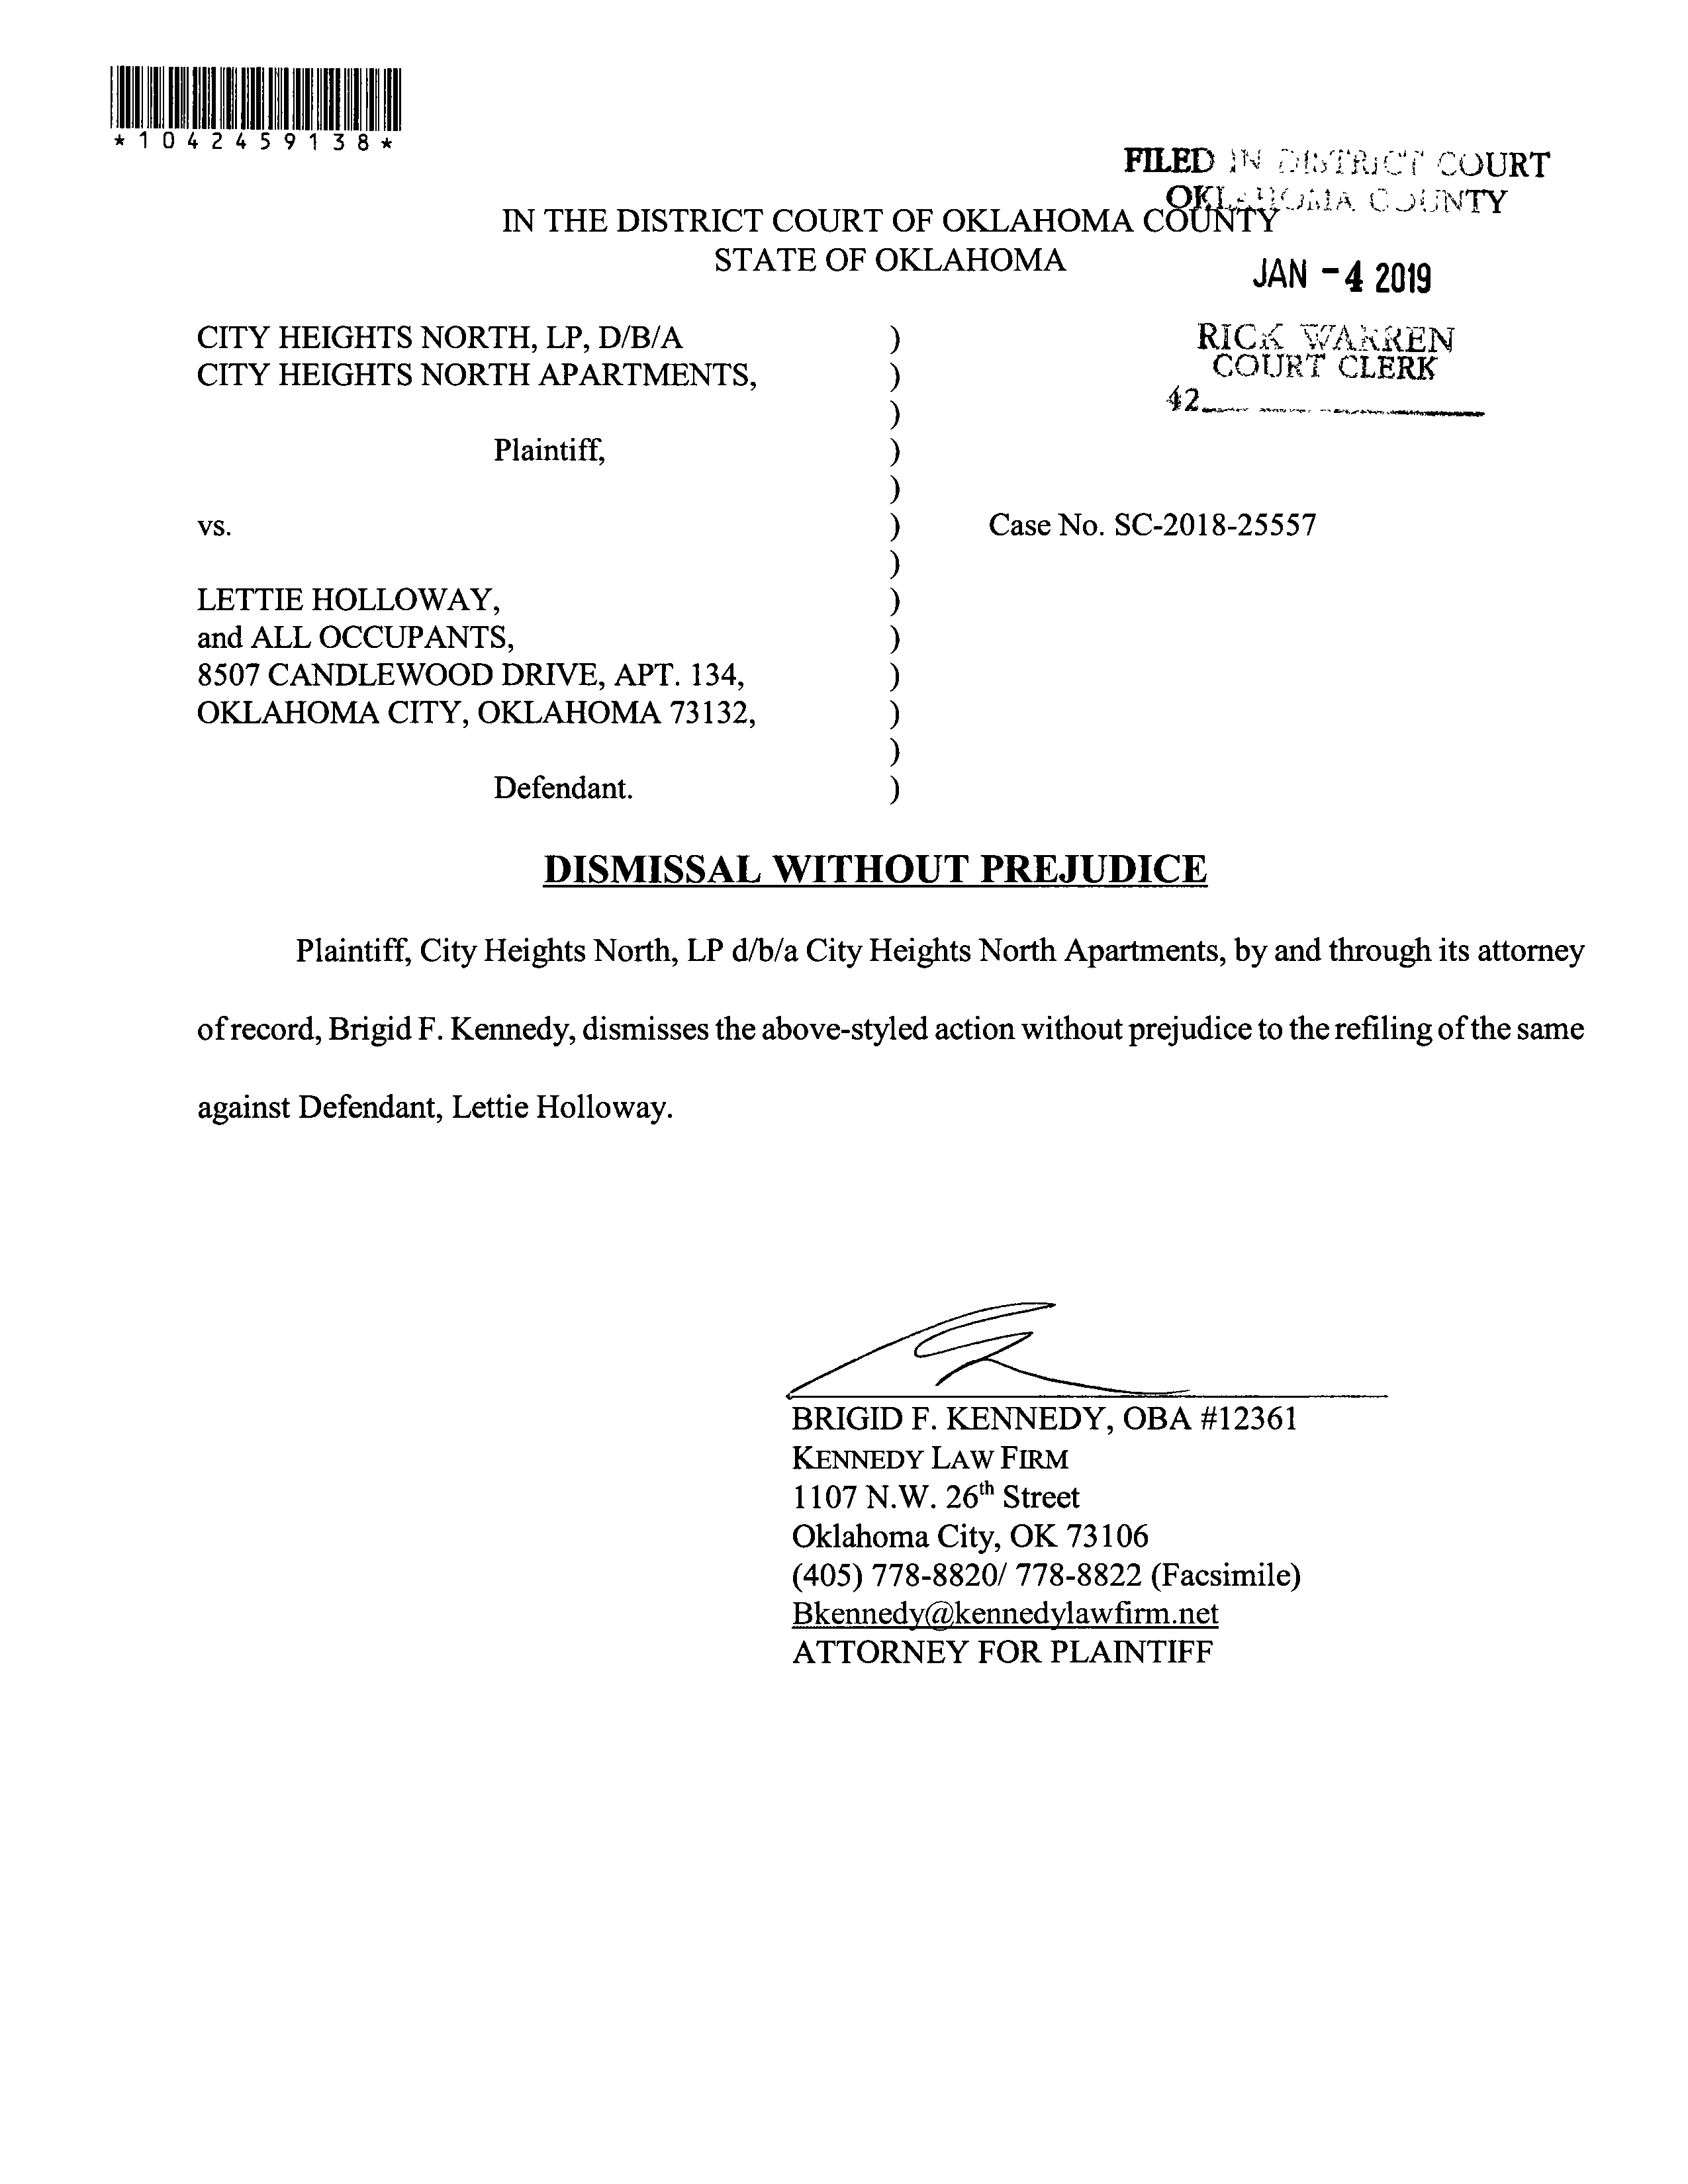 *1042459138*
FILED IN DISTRICT COURT
OKLAHOMA COUNTY
IN THE DISTRICT COURT OF OKLAHOMA COUNTY
STATE OF OKLAHOMA
JAN -4 2019
CITY HEIGHTS NORTH, LP, D/B/A )
CITY HEIGHTS NORTH APARTMENTS, )
)
Plaintiff, )
)
vs. ) Case No. SC-2018-25557
)
LETTIE HOLLOWAY, )
and ALL OCCUPANTS, )
8507 CANDLEWOOD DRIVE, APT. 134, )
OKLAHOMA CITY, OKLAHOMA 73132, )
)
Defendant. )
RICK WARREN
COURT CLERK
42
DISMISSAL WITHOUT PREJUDICE
Plaintiff, City Heights North, LP d/b/a City Heights North Apartments, by and through its attorney
of record, Brigid F. Kennedy, dismisses the above-styled action without prejudice to the refiling of the same
against Defendant, Lettie Holloway.
BRIGID F. KENNEDY, OBA #12361
KENNEDY LAW FIRM
1107 N.W. 26th Street
Oklahoma City, OK 73106
(405) 778-8820/ 778-8822 (Facsimile)
Bkennedy@kennedylawfirm.net
ATTORNEY FOR PLAINTIFF